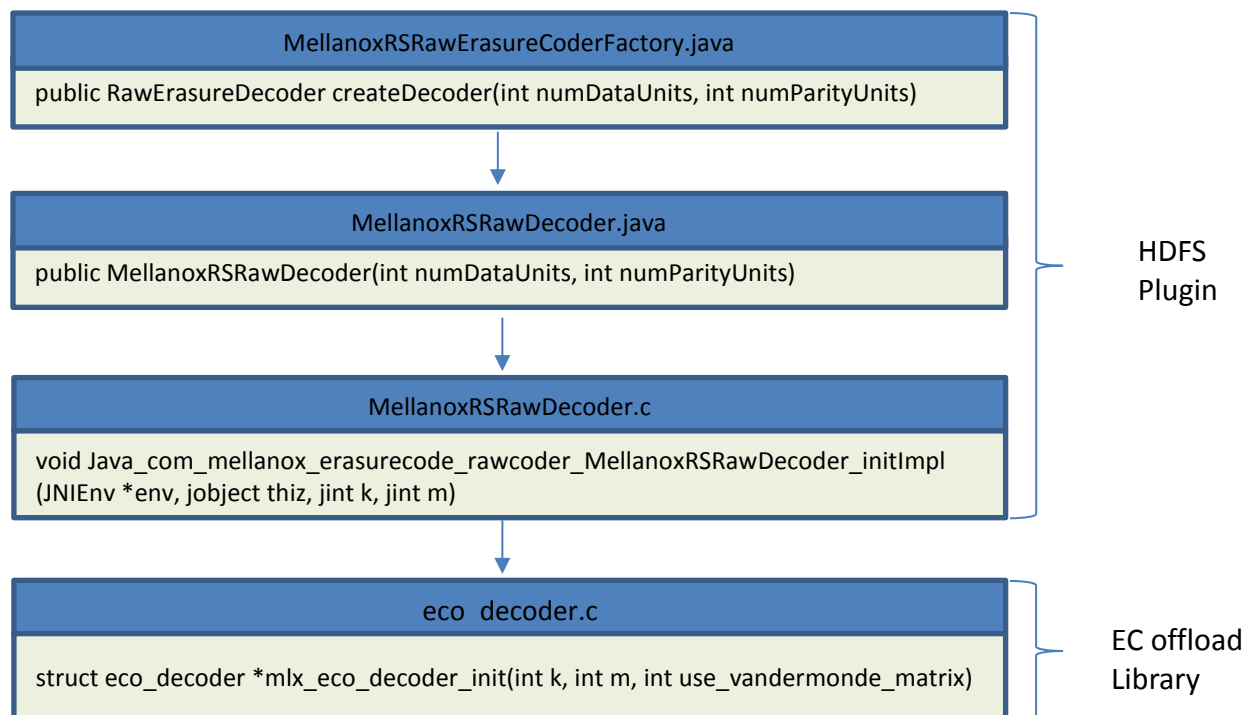 MellanoxRSRawErasureCoderFactory.java
public RawErasureDecoder createDecoder(int numDataUnits, int numParityUnits)
MellanoxRSRawDecoder.java
public MellanoxRSRawDecoder(int numDataUnits, int numParityUnits)
HDFS
Plugin
MellanoxRSRawDecoder.c
void Java_com_mellanox_erasurecode_rawcoder_MellanoxRSRawDecoder_initImpl
(JNIEnv *env, jobject thiz, jint k, jint m)
eco_decoder.c
struct eco_decoder *mlx_eco_decoder_init(int k, int m, int use_vandermonde_matrix)
EC offload
Library